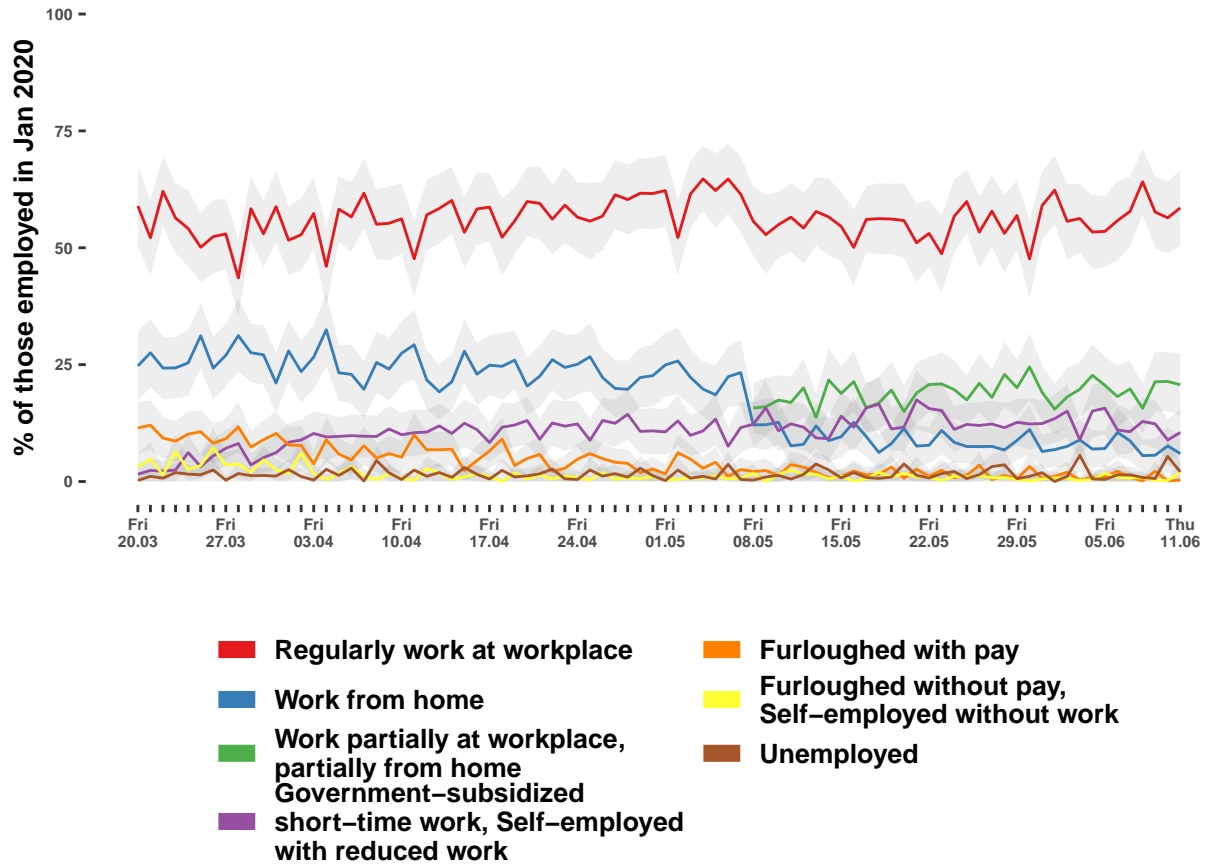 100
75
50
25
0
% of those employed in Jan 2020
Fri Fri Fri Fri Fri Fri Fri Fri Fri Fri Fri Fri Thu
20.03 27.03 03.04 10.04 17.04 24.04 01.05 08.05 15.05 22.05 29.05 05.06 11.06
Regularly work at workplace
Work from home
Work partially at workplace,
partially from home
Government−subsidized
short−time work, Self−employed
with reduced work
Furloughed with pay
Furloughed without pay,
Self−employed without work
Unemployed